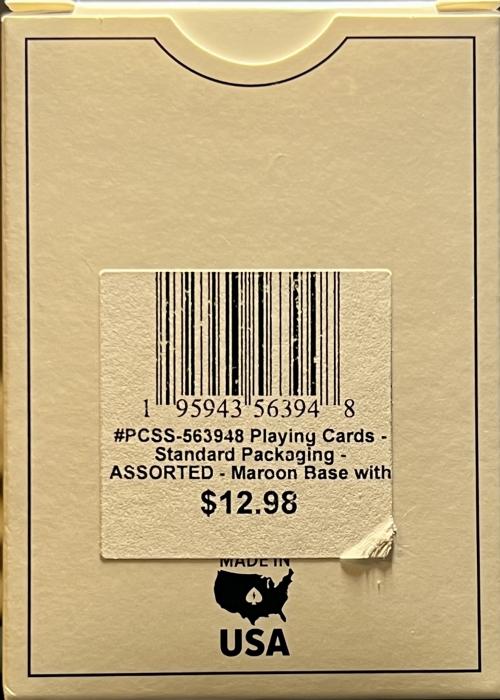 1 95943 56394 8
#PCSS-563948 Playing Cards -
Standard Packaging -
ASSORTED - Maroon Base with
$12.98
MADE IN
USA